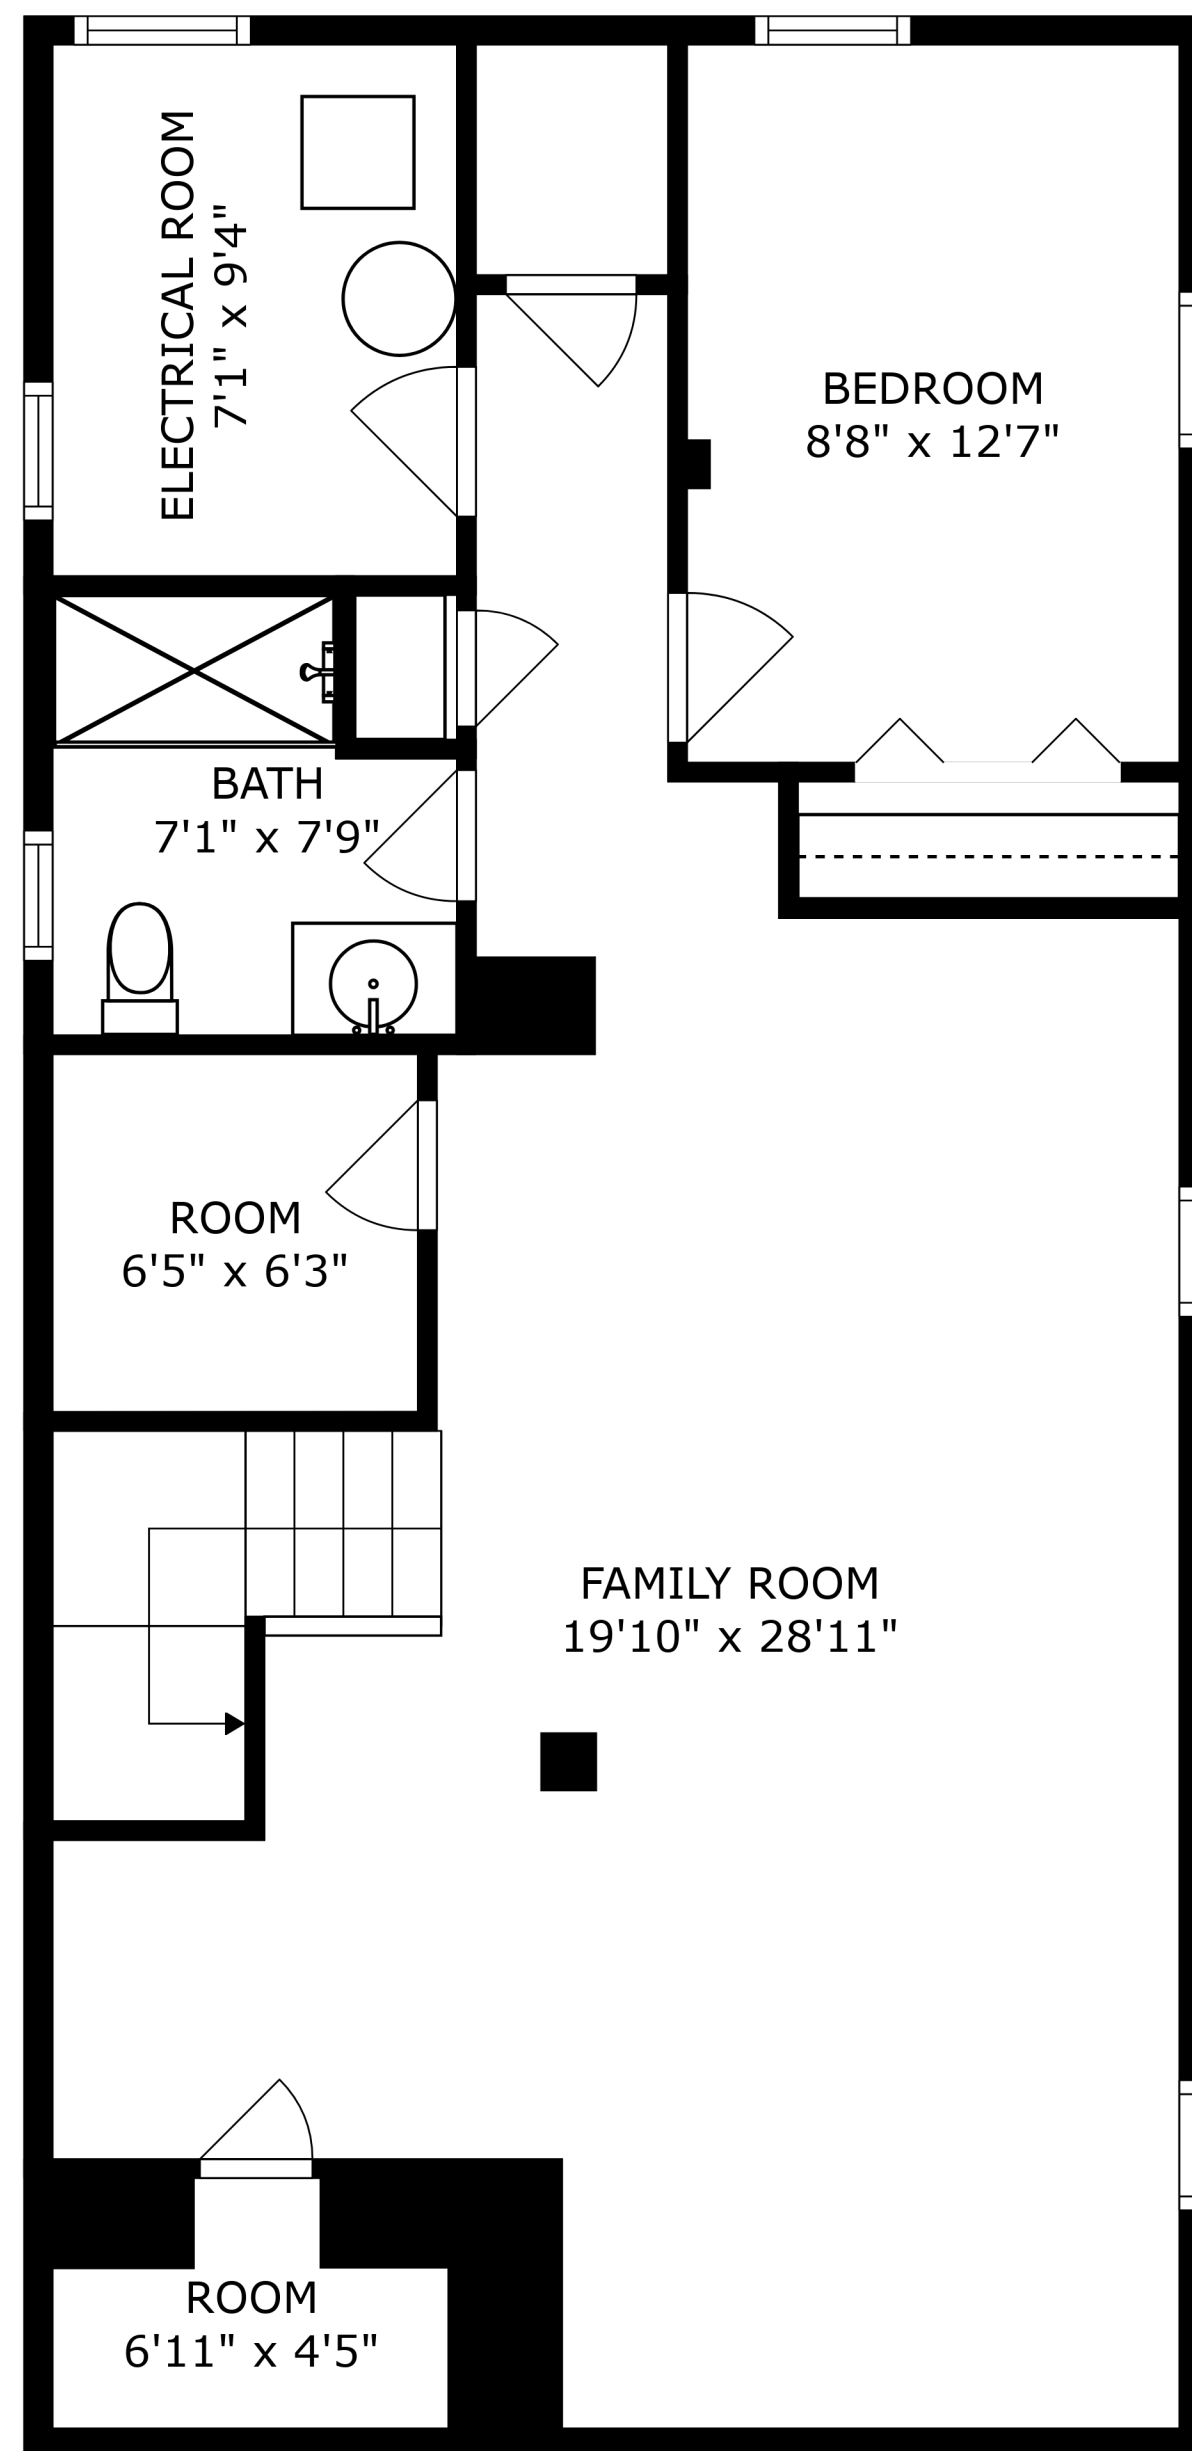 ELECTRICAL ROOM
7'1" x 9'4"
BEDROOM
8'8" x 12'7"
BATH
7'1" x 7'9"
ROOM
6'5" x 6'3"
FAMILY ROOM
19'10" x 28'11"
ROOM
6'11" x 4'5"